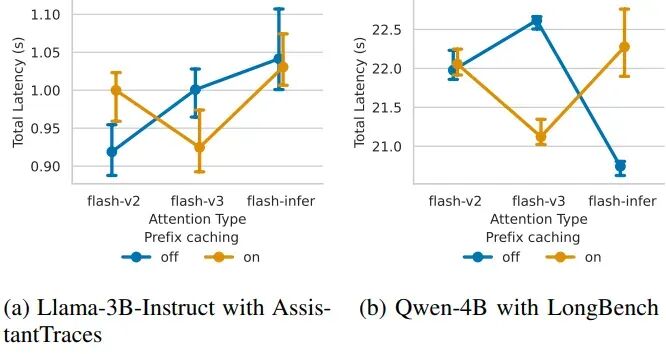 1.10
1.05
1.00
0.95
0.90
Total Latency (s)
flash-v2 flash-v3 flash-infer
Attention Type
Prefix caching
off on
22.5
22.0
21.5
21.0
Total Latency (s)
flash-v2 flash-v3 flash-infer
Attention Type
Prefix caching
off on
(a) Llama-3B-Instruct with Assis-
tantTraces
(b) Qwen-4B with LongBench